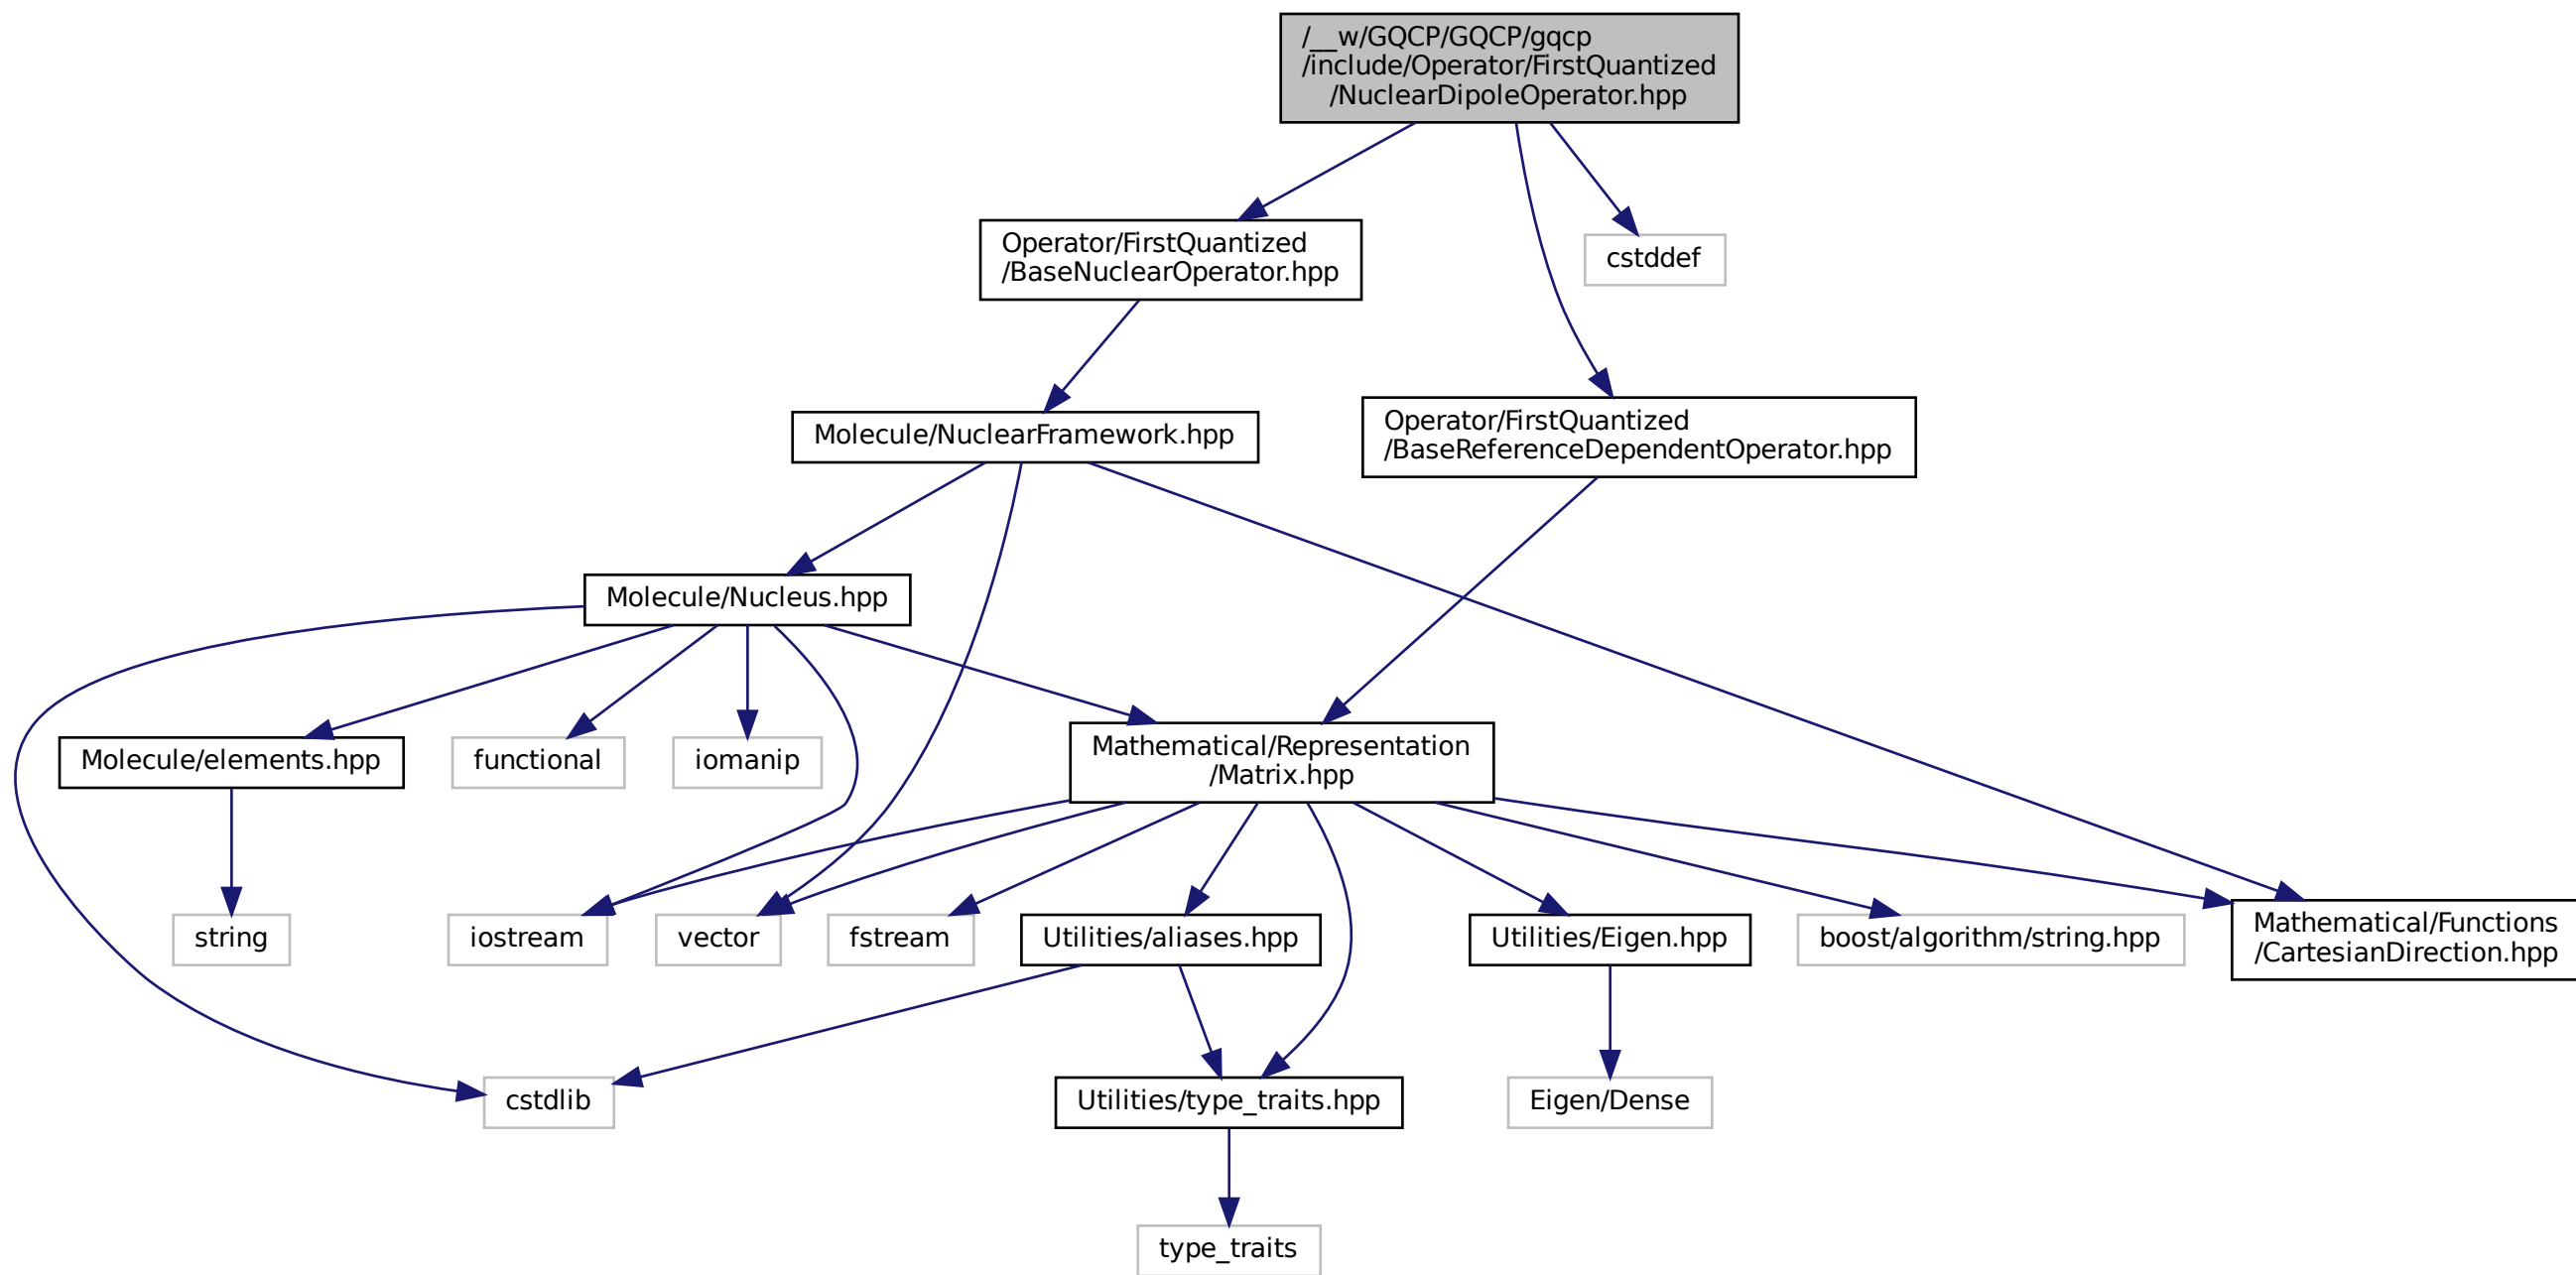 /__w/GQCP/GQCP/gqcp
/include/Operator/FirstQuantized
/NuclearDipoleOperator.hpp
Operator/FirstQuantized
/BaseNuclearOperator.hpp
cstddef
Molecule/NuclearFramework.hpp
Operator/FirstQuantized
/BaseReferenceDependentOperator.hpp
Molecule/Nucleus.hpp
Molecule/elements.hpp
functional
iomanip
Mathematical/Representation
/Matrix.hpp
string
iostream
vector
fstream
Utilities/aliases.hpp
Utilities/Eigen.hpp
boost/algorithm/string.hpp
Mathematical/Functions
/CartesianDirection.hpp
cstdlib
Utilities/type_traits.hpp
Eigen/Dense
type_traits